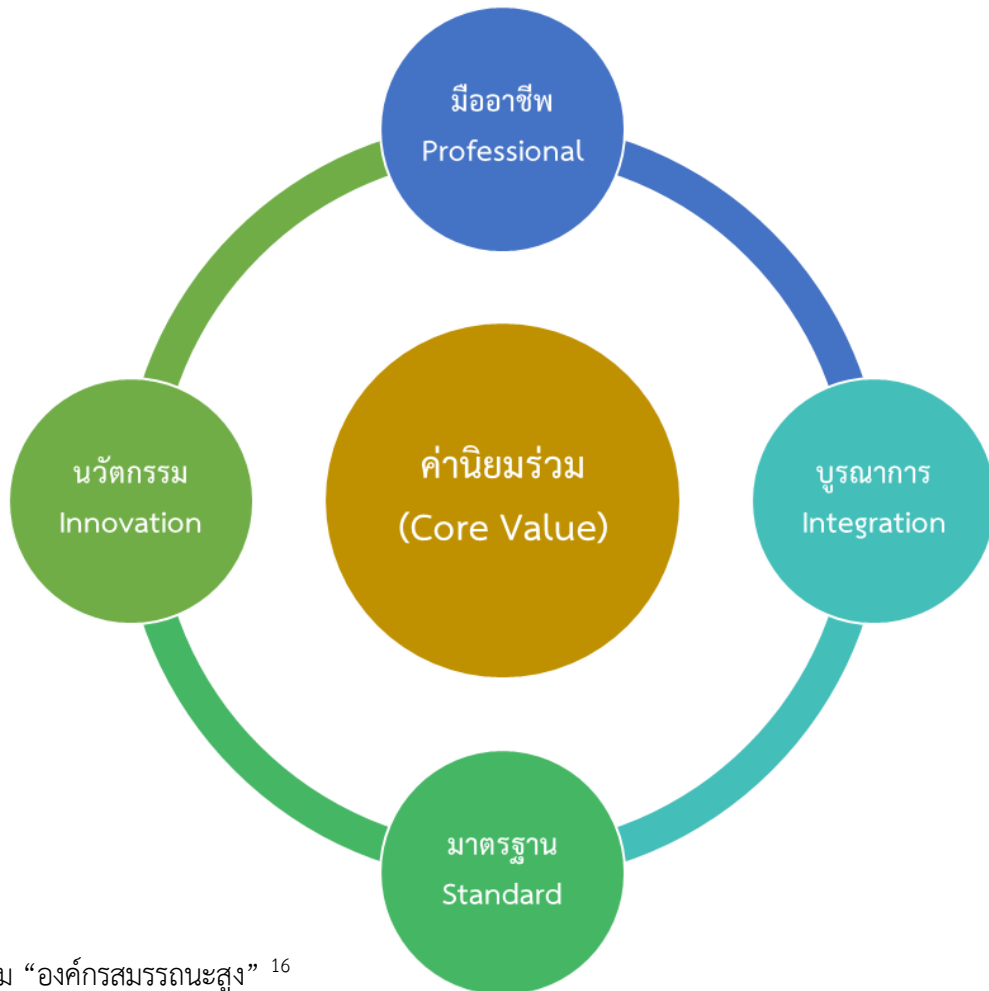 มืออาชีพ
Professional
นวัตกรรม
Innovation
ค่านิยมร่วม
(Core Value)
บูรณาการ
Integration
มาตรฐาน
Standard
“องค์กรสมรรถนะสูง” 16